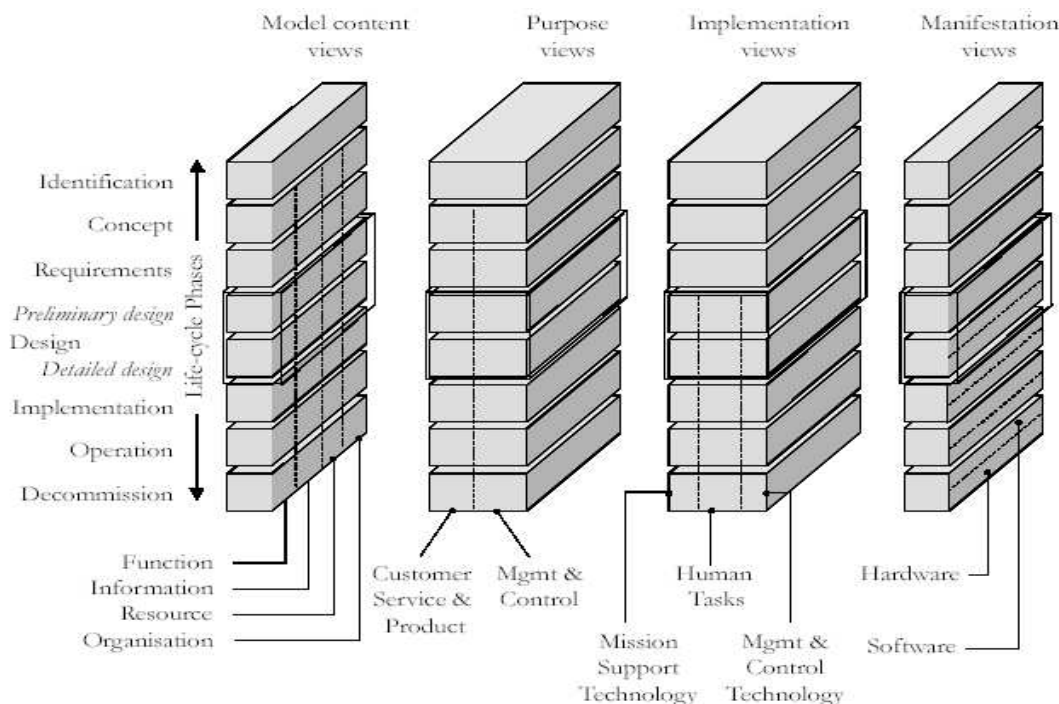 Model content
views
Purpose
views
Implementation
views
Manifestation
views
Identification
Concept
Requirements
Preliminary design
Design
Detailed design
Implementation
Operation
Decommission
Life-cycle Phases
Function
Information
Resource
Organisation
Customer
Service &
Product
Mgmt &
Control
Mission
Support
Technology
Human
Tasks
Mgmt &
Control
Technology
Hardware
Software